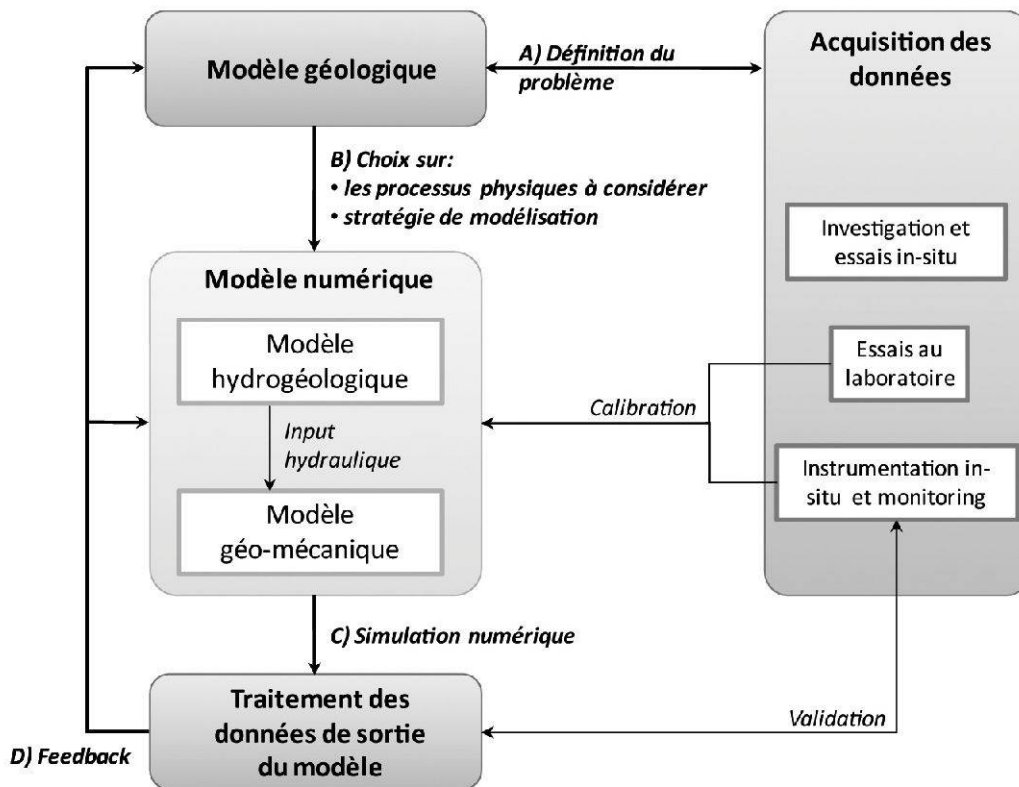 Modèle géologique
A) Définition du
problème
Acquisition des
données
B) Choix sur:
• les processus physiques à considérer
• stratégie de modélisation
Investigation et
essais in-situ
Modèle numérique
Modèle
hydrogéologique
Essais au
laboratoire
Calibration
Input
hydraulique
Instrumentation in-
situ et monitoring
Modèle
géo-mécanique
C) Simulation numérique
Traitement des
données de sortie
du modèle
Validation
D) Feedback